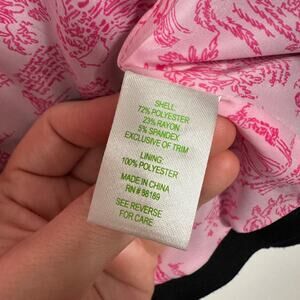 SHELL:
72% POLYESTER
23% RAYON
5% SPANDEX
EXCLUSIVE OF TRIM
LINING:
100% POLYESTER
MADE IN CHINA
RN # 88169
SEE REVERSE
FOR CARE